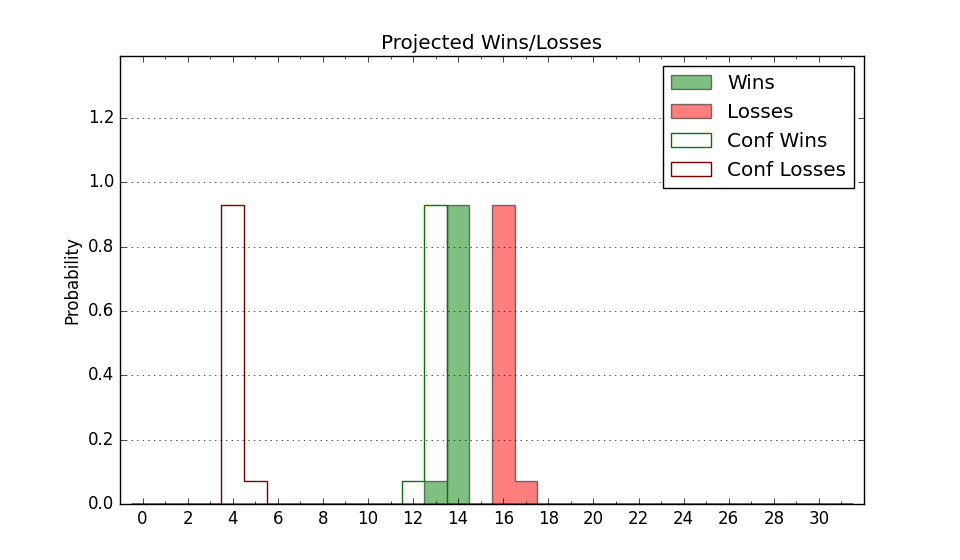 Projected Wins/Losses
Wins
Losses
Conf Wins
Conf Losses
Probability
1.2
1.0
0.8
0.6
0.4
0.2
0.0
0 2 4 6 8 10 12 14 16 18 20 22 24 26 28 30